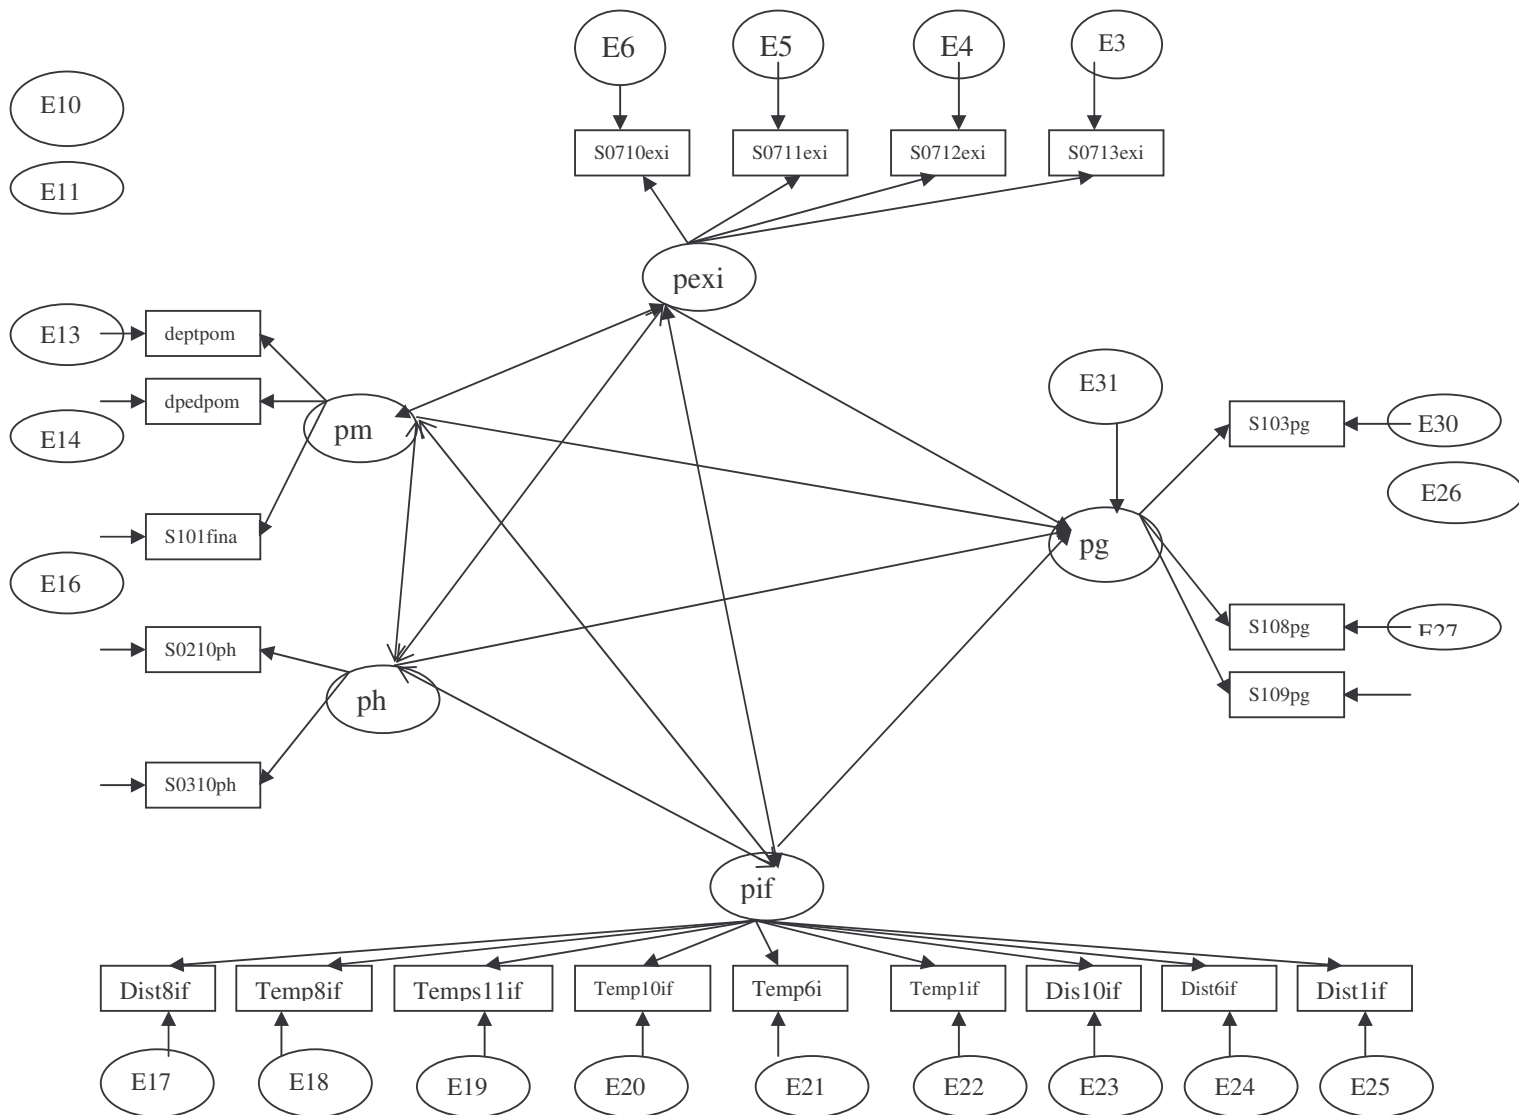 E6 E5 E4 E3
E10
S0710exi S0711exi S0712exi S0713exi
E11
pexi
E13 deptpom
E31
dpedpom
S103pg E30
E14 pm
E26
S101fina
pg
E16
S0210ph
S108pg E27
S109pg
ph
S0310ph
pif
Dist8if Temp8if Temps11if Temp10if Temp6i Temp1if Dis10if Dist6if Dist1if
E17 E18 E19 E20 E21 E22 E23 E24 E25